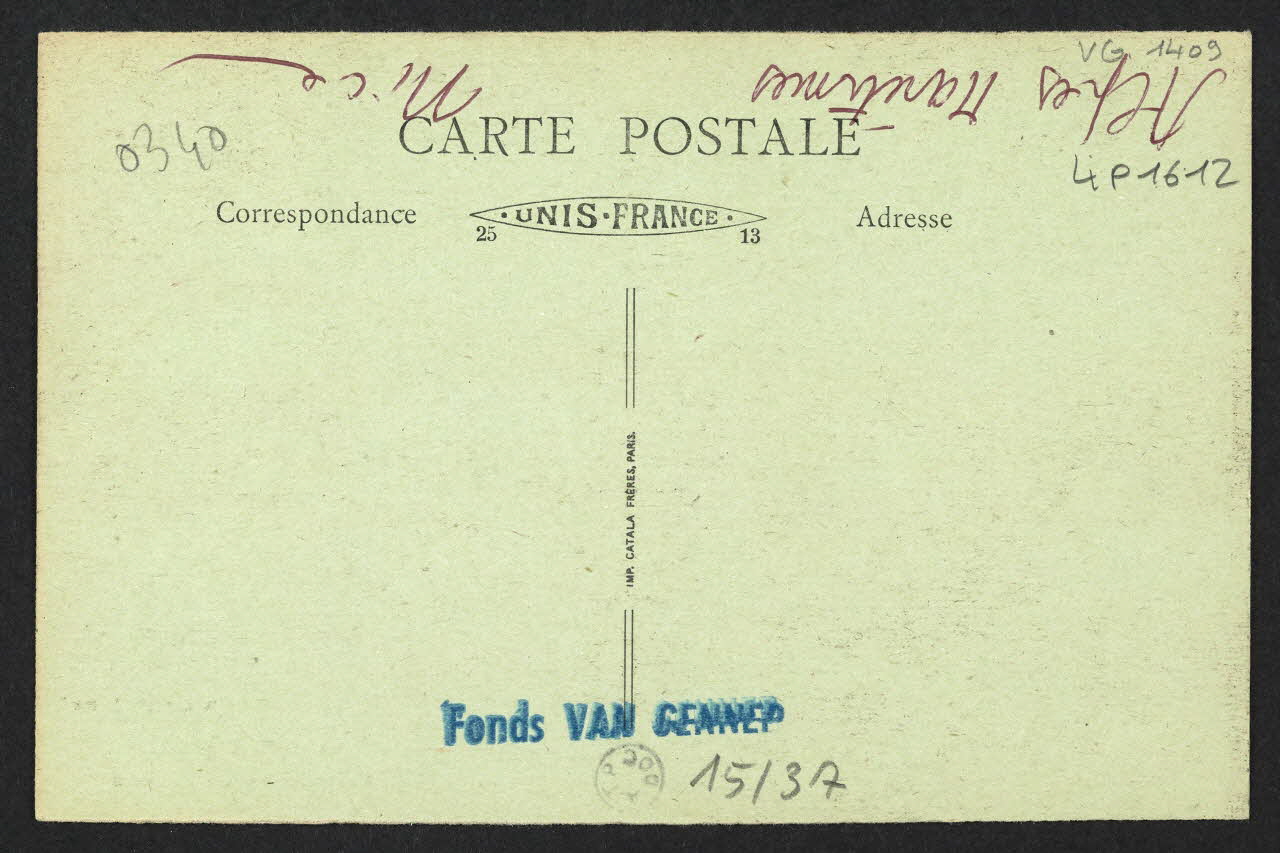 VG 1409
Alpes Maritimes Nice
0340
CARTE POSTALE
4P1612
Correspondance
· UNIS · FRANCE ·
25 13
Adresse
IMP. CATALA FRÈRES, PARIS.
Fonds VAN GENNEP
15/37